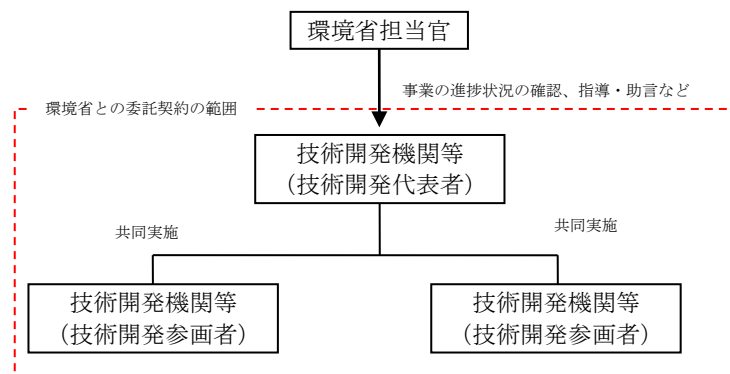 環境省担当官
事業の進捗状況の確認、指導・助言など
環境省との委託契約の範囲
技術開発機関等
（技術開発代表者）
共同実施
共同実施
技術開発機関等
（技術開発参画者）
技術開発機関等
（技術開発参画者）